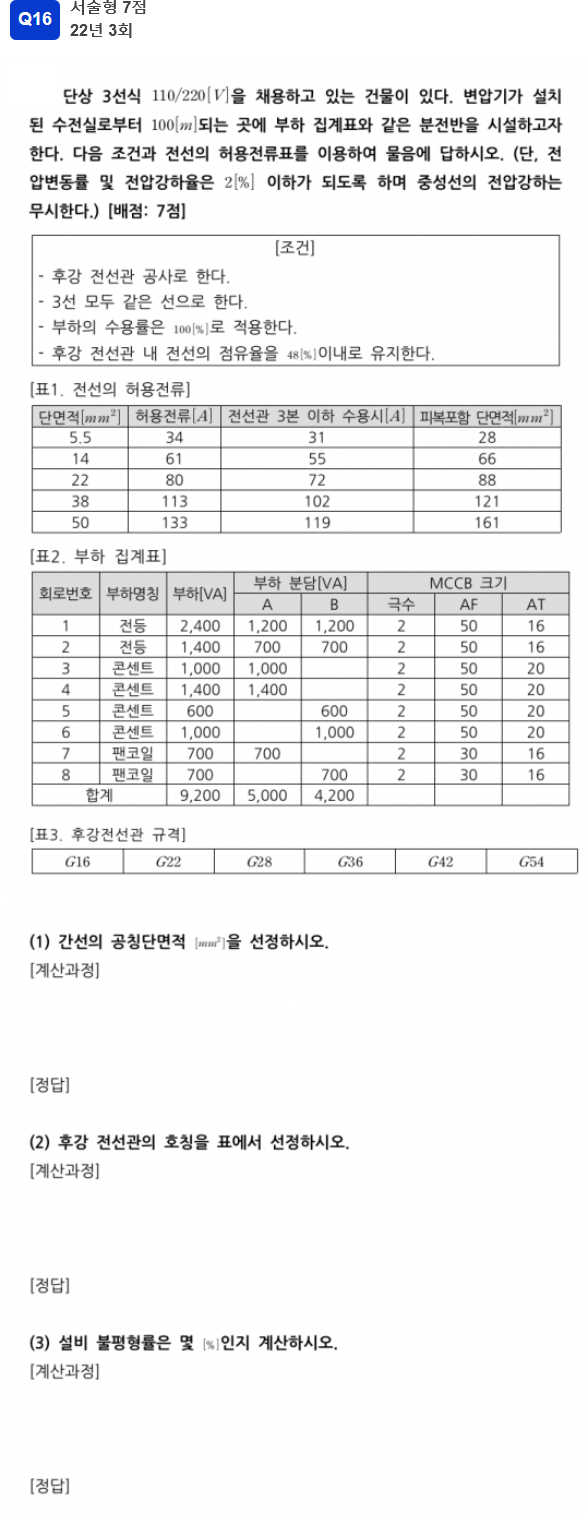 Q16 서술형 7점
22년 3회
단상 3선식 110/220[V]을 채용하고 있는 건물이 있다. 변압기가 설치
된 수전실로부터 100[m]되는 곳에 부하 집계표와 같은 분전반을 시설하고자
한다. 다음 조건과 전선의 허용전류표를 이용하여 물음에 답하시오. (단, 전
압변동률 및 전압강하율은 2[%] 이하가 되도록 하며 중성선의 전압강하는
무시한다.) [배점: 7점]
[조건]
- 후강 전선관 공사로 한다.
- 3선 모두 같은 선으로 한다.
- 부하의 수용률은 100[%]로 적용한다.
- 후강 전선관 내 전선의 점유율을 48[%]이내로 유지한다.
[표1. 전선의 허용전류]
단면적[mm²] 허용전류[A] 전선관 3본 이하 수용시[A] 피복포함 단면적[mm²]
5.5 34 31 28
14 61 55 66
22 80 72 88
38 113 102 121
50 133 119 161
[표2. 부하 집계표]
회로번호 부하명칭 부하[VA] 부하 분담[VA] MCCB 크기
A B 극수 AF AT
1 전등 2,400 1,200 1,200 2 50 16
2 전등 1,400 700 700 2 50 16
3 콘센트 1,000 1,000 2 50 20
4 콘센트 1,400 1,400 2 50 20
5 콘센트 600 600 2 50 20
6 콘센트 1,000 1,000 2 50 20
7 팬코일 700 700 2 30 16
8 팬코일 700 700 2 30 16
합계 9,200 5,000 4,200
[표3. 후강전선관 규격]
G16 G22 G28 G36 G42 G54
(1) 간선의 공칭단면적 [mm²]을 선정하시오.
[계산과정]
[정답]
(2) 후강 전선관의 호칭을 표에서 선정하시오.
[계산과정]
[정답]
(3) 설비 불평형률은 몇 [%]인지 계산하시오.
[계산과정]
[정답]